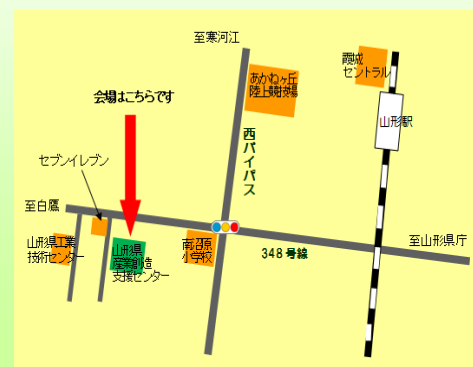 至寒河江
霞城
セントラル
あかねヶ丘
陸上競技場
会場はこちらです
山形駅
西バイパス
セブンイレブン
至白鷹
山形県工業
技術センター
山形県
産業創造
支援センター
南沼原
小学校
348号線
至山形県庁